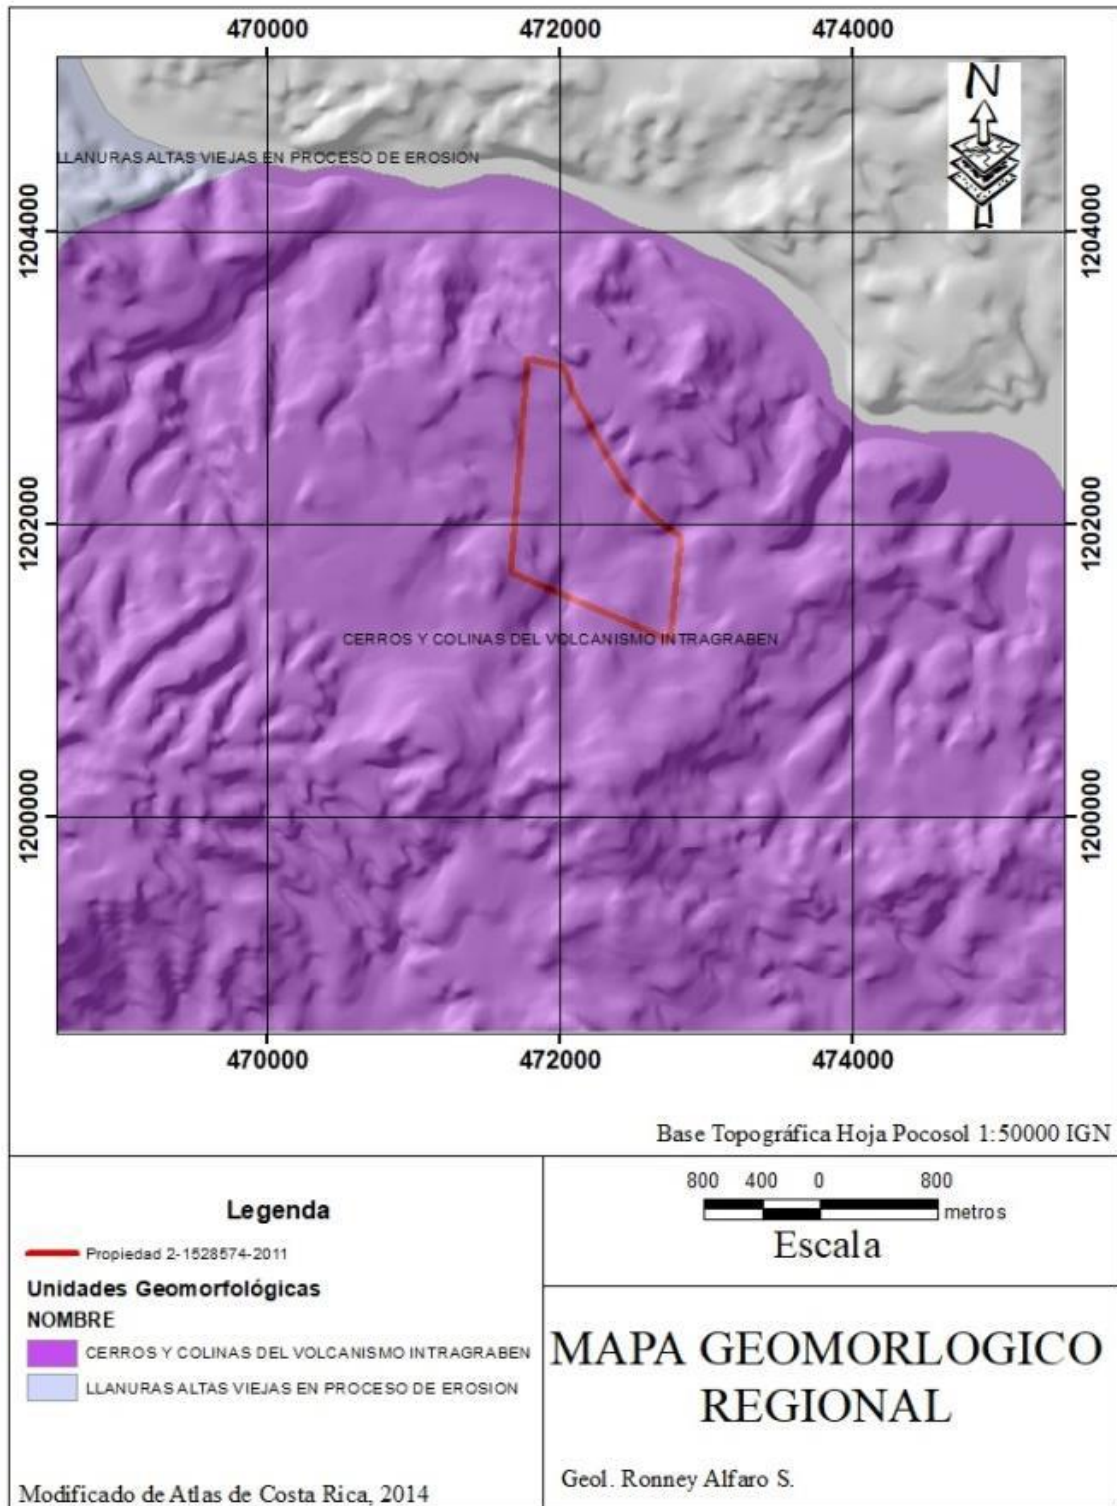 470000 472000 474000
N
LLANURAS ALTAS VIEJAS EN PROCESO DE EROSION
1204000 1204000
1202000 1202000
CERROS Y COLINAS DEL VOLCANISMO INTRAGRABEN
1200000 1200000
470000 472000 474000
Base Topográfica Hoja Pocosol 1:50000 IGN
Legenda
Propiedad 2-1528574-2011
Unidades Geomorfológicas
NOMBRE
CERROS Y COLINAS DEL VOLCANISMO INTRAGRABEN
LLANURAS ALTAS VIEJAS EN PROCESO DE EROSION
Modificado de Atlas de Costa Rica, 2014
800 400 0 800
metros
Escala
MAPA GEOMORLOGICO
REGIONAL
Geol. Ronney Alfaro S.